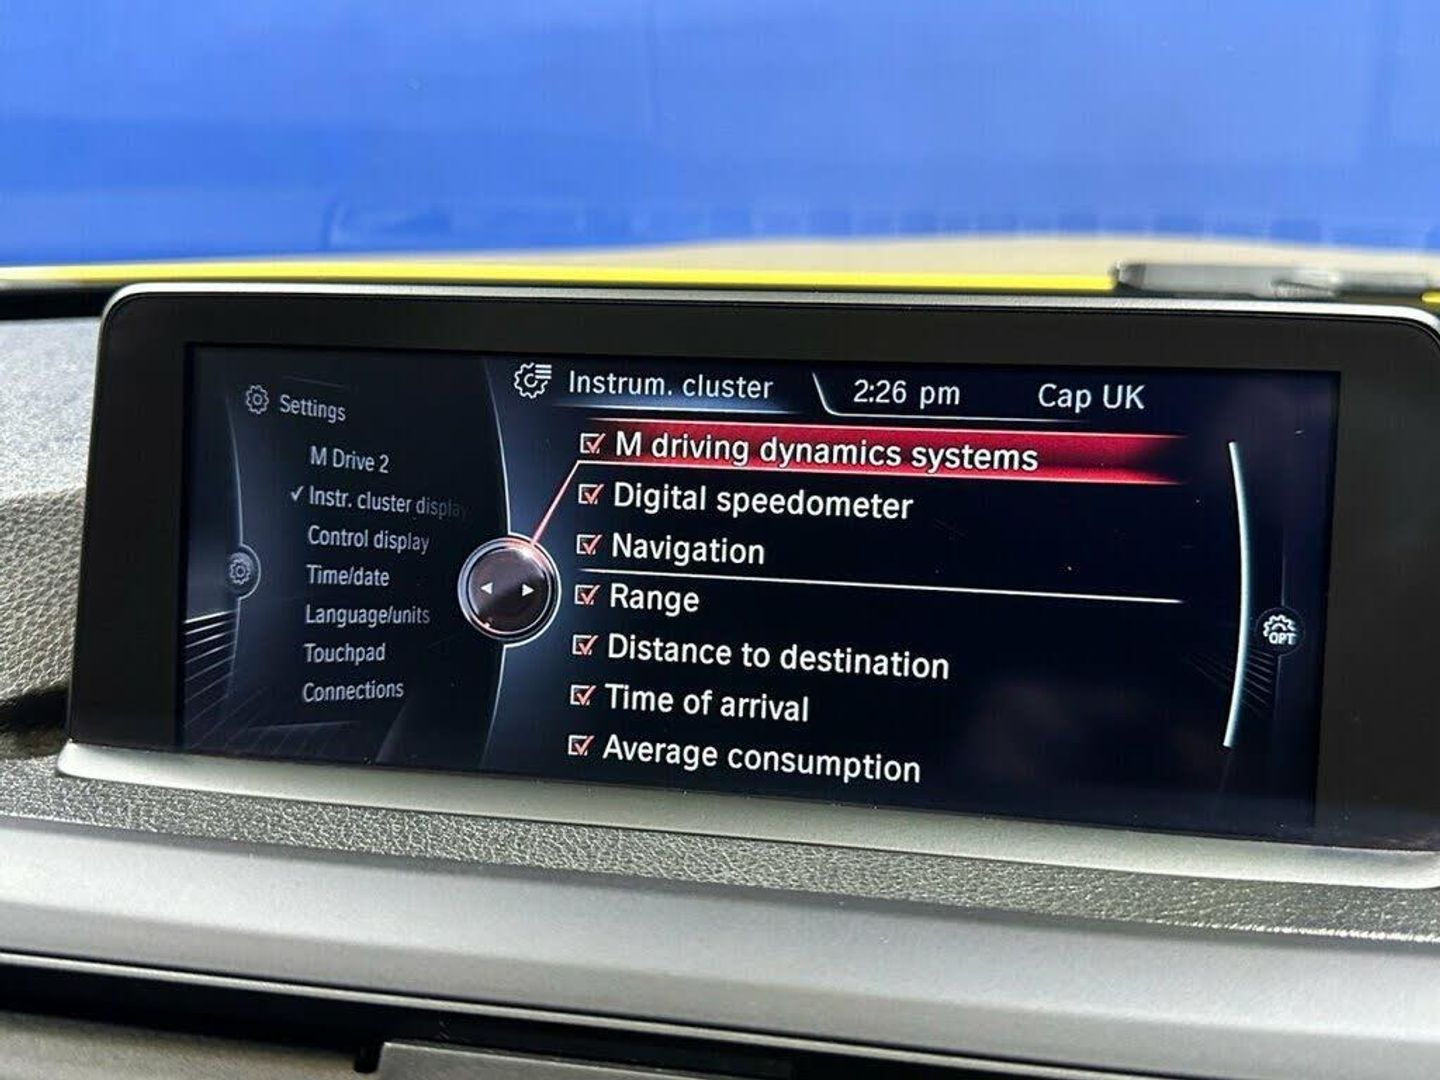 Settings
M Drive 2
Instr. cluster display
Control display
Time/date
Language/units
Touchpad
Connections
Instrum. cluster
2:26 pm
Cap UK
M driving dynamics systems
Digital speedometer
Navigation
Range
Distance to destination
Time of arrival
Average consumption
OPT